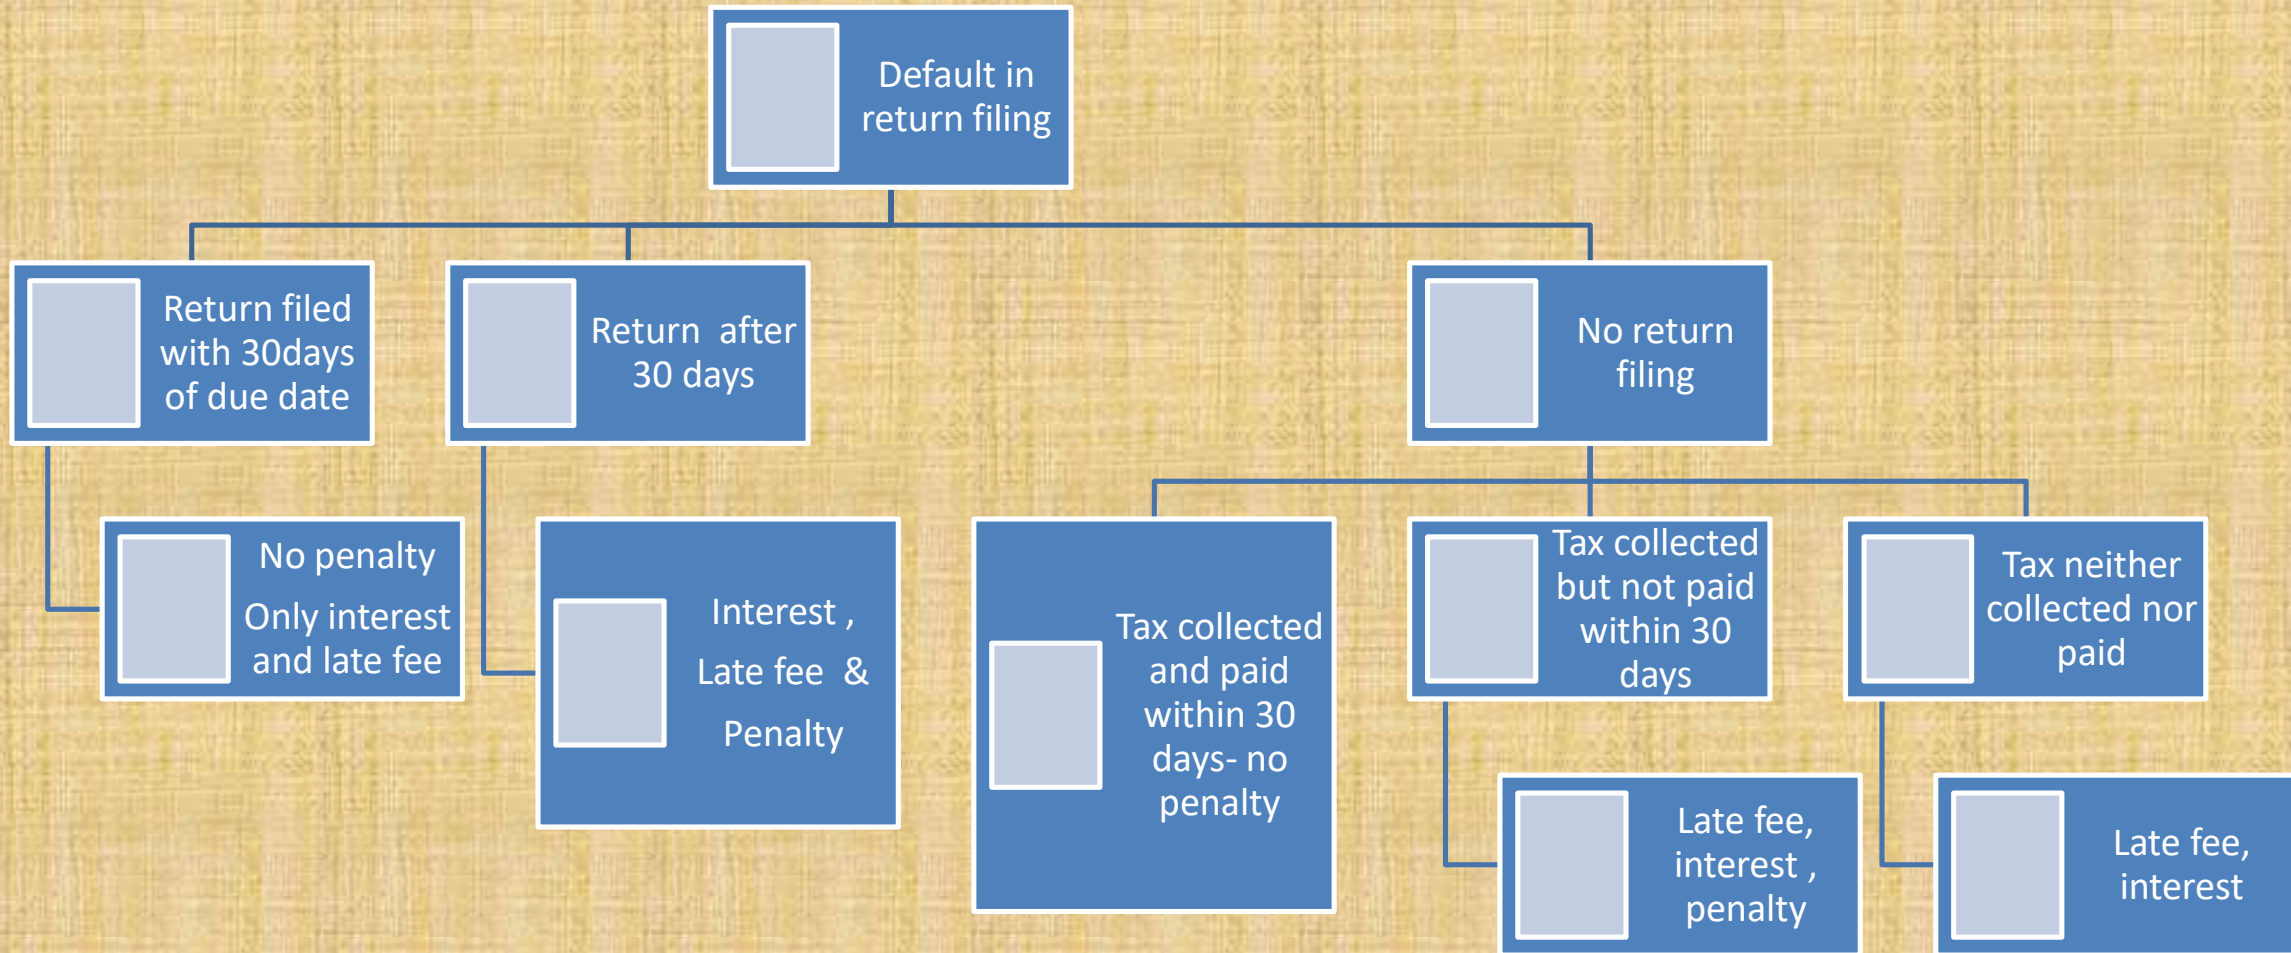 Default in
return filing
Return filed
with 30days
of due date
Return after
30 days
No return
filing
No penalty
Only interest
and late fee
Interest ,
Late fee &
Penalty
Tax collected
and paid
within 30
days- no
penalty
Tax collected
but not paid
within 30
days
Tax neither
collected nor
paid
Late fee,
interest ,
penalty
Late fee,
interest